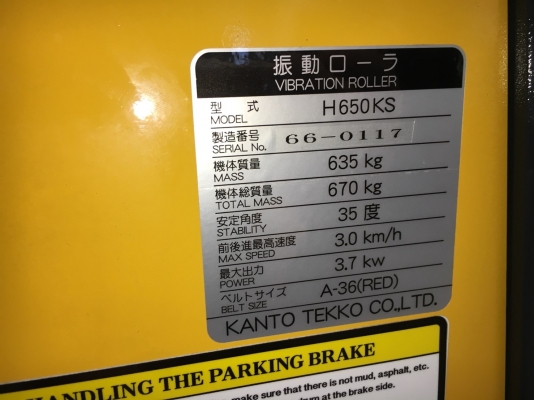 振動ローラ
VIBRATION ROLLER
型 式 H650KS
MODEL
製造番号 66-0117
SERIAL No.
機体質量 635 kg
MASS
機体総質量 670 kg
TOTAL MASS
安定角度 35 度
STABILITY
前後進最高速度 3.0 km/h
MAX SPEED
最大出力 3.7 kw
POWER
ベルトサイズ A-36(RED)
BELT SIZE
KANTO TEKKO CO.,LTD.
HANDLING THE PARKING BRAKE
make sure that there is not mud, asphalt, etc.
at the brake side.